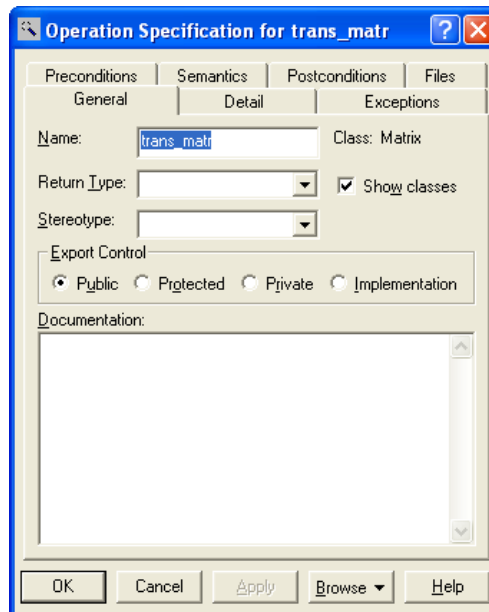 Operation Specification for trans_matr
Preconditions Semantics Postconditions Files
General Detail Exceptions
Name: trans_matr Class: Matrix
Return Type: Show classes
Stereotype:
Export Control
Public Protected Private Implementation
Documentation:
OK Cancel Apply Browse Help